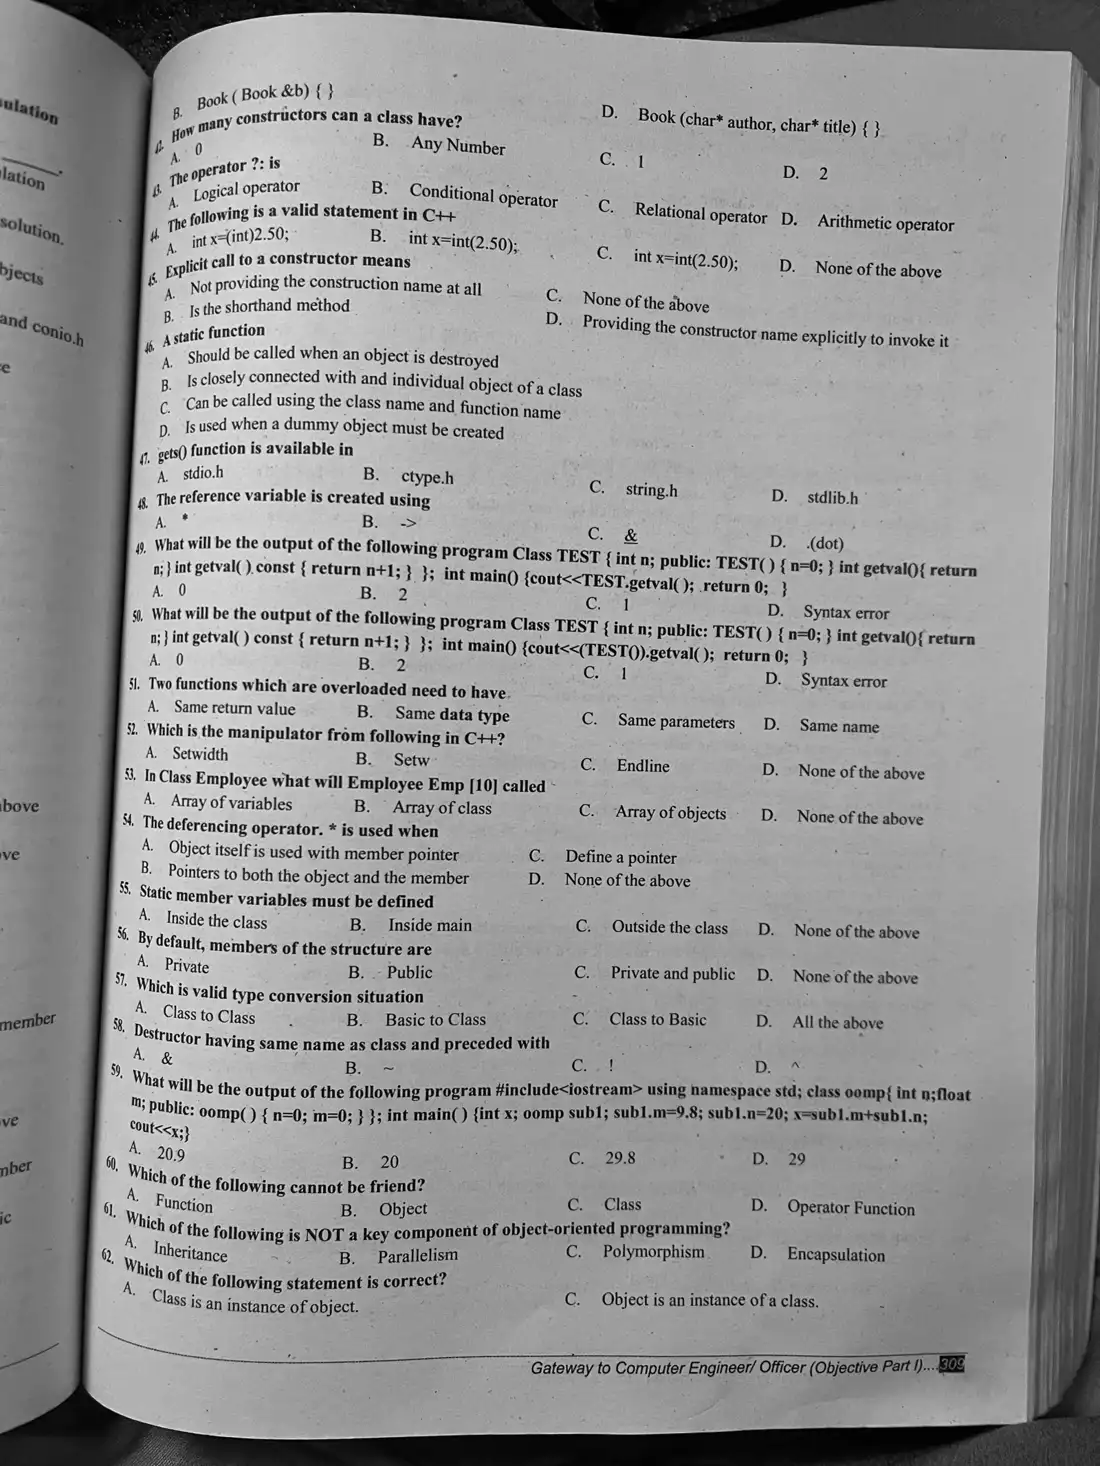 ulation
lation
solution.
bjects
and conio.h
above
ve
member
ve
mber
ic
B. Book ( Book &b) { }
D. Book (char* author, char* title) { }
42. How many constructors can a class have?
A. 0 B. Any Number C. 1 D. 2
43. The operator ?: is
A. Logical operator B. Conditional operator C. Relational operator D. Arithmetic operator
44. The following is a valid statement in C++
A. int x=(int)2.50; B. int x=int(2.50); C. int x=int(2.50); D. None of the above
45. Explicit call to a constructor means
A. Not providing the construction name at all C. None of the above
B. Is the shorthand method D. Providing the constructor name explicitly to invoke it
46. A static function
A. Should be called when an object is destroyed
B. Is closely connected with and individual object of a class
C. Can be called using the class name and function name
D. Is used when a dummy object must be created
47. gets() function is available in
A. stdio.h B. ctype.h C. string.h D. stdlib.h
48. The reference variable is created using
A. * B. -> C. & D. .(dot)
49. What will be the output of the following program Class TEST { int n; public: TEST( ) { n=0; } int getval(){ return
n; } int getval( ) const { return n+1; } }; int main() {cout<<TEST.getval( ); return 0; }
A. 0 B. 2 C. 1 D. Syntax error
50. What will be the output of the following program Class TEST { int n; public: TEST( ) { n=0; } int getval(){ return
n; } int getval( ) const { return n+1; } }; int main() {cout<<(TEST()).getval( ); return 0; }
A. 0 B. 2 C. 1 D. Syntax error
51. Two functions which are overloaded need to have
A. Same return value B. Same data type C. Same parameters D. Same name
52. Which is the manipulator from following in C++?
A. Setwidth B. Setw C. Endline D. None of the above
53. In Class Employee what will Employee Emp [10] called
A. Array of variables B. Array of class C. Array of objects D. None of the above
54. The deferencing operator. * is used when
A. Object itself is used with member pointer C. Define a pointer
B. Pointers to both the object and the member D. None of the above
55. Static member variables must be defined
A. Inside the class B. Inside main C. Outside the class D. None of the above
56. By default, members of the structure are
A. Private B. Public C. Private and public D. None of the above
57. Which is valid type conversion situation
A. Class to Class B. Basic to Class C. Class to Basic D. All the above
58. Destructor having same name as class and preceded with
A. & B. ~ C. ! D. ^
59. What will be the output of the following program #include<iostream> using namespace std; class oomp{ int n;float
m; public: oomp( ) { n=0; m=0; } }; int main( ) {int x; oomp sub1; sub1.m=9.8; sub1.n=20; x=sub1.m+sub1.n;
cout<<x;}
A. 20.9 B. 20 C. 29.8 D. 29
60. Which of the following cannot be friend?
A. Function B. Object C. Class D. Operator Function
61. Which of the following is NOT a key component of object-oriented programming?
A. Inheritance B. Parallelism C. Polymorphism D. Encapsulation
62. Which of the following statement is correct?
A. Class is an instance of object. C. Object is an instance of a class.
Gateway to Computer Engineer/ Officer (Objective Part I)....309